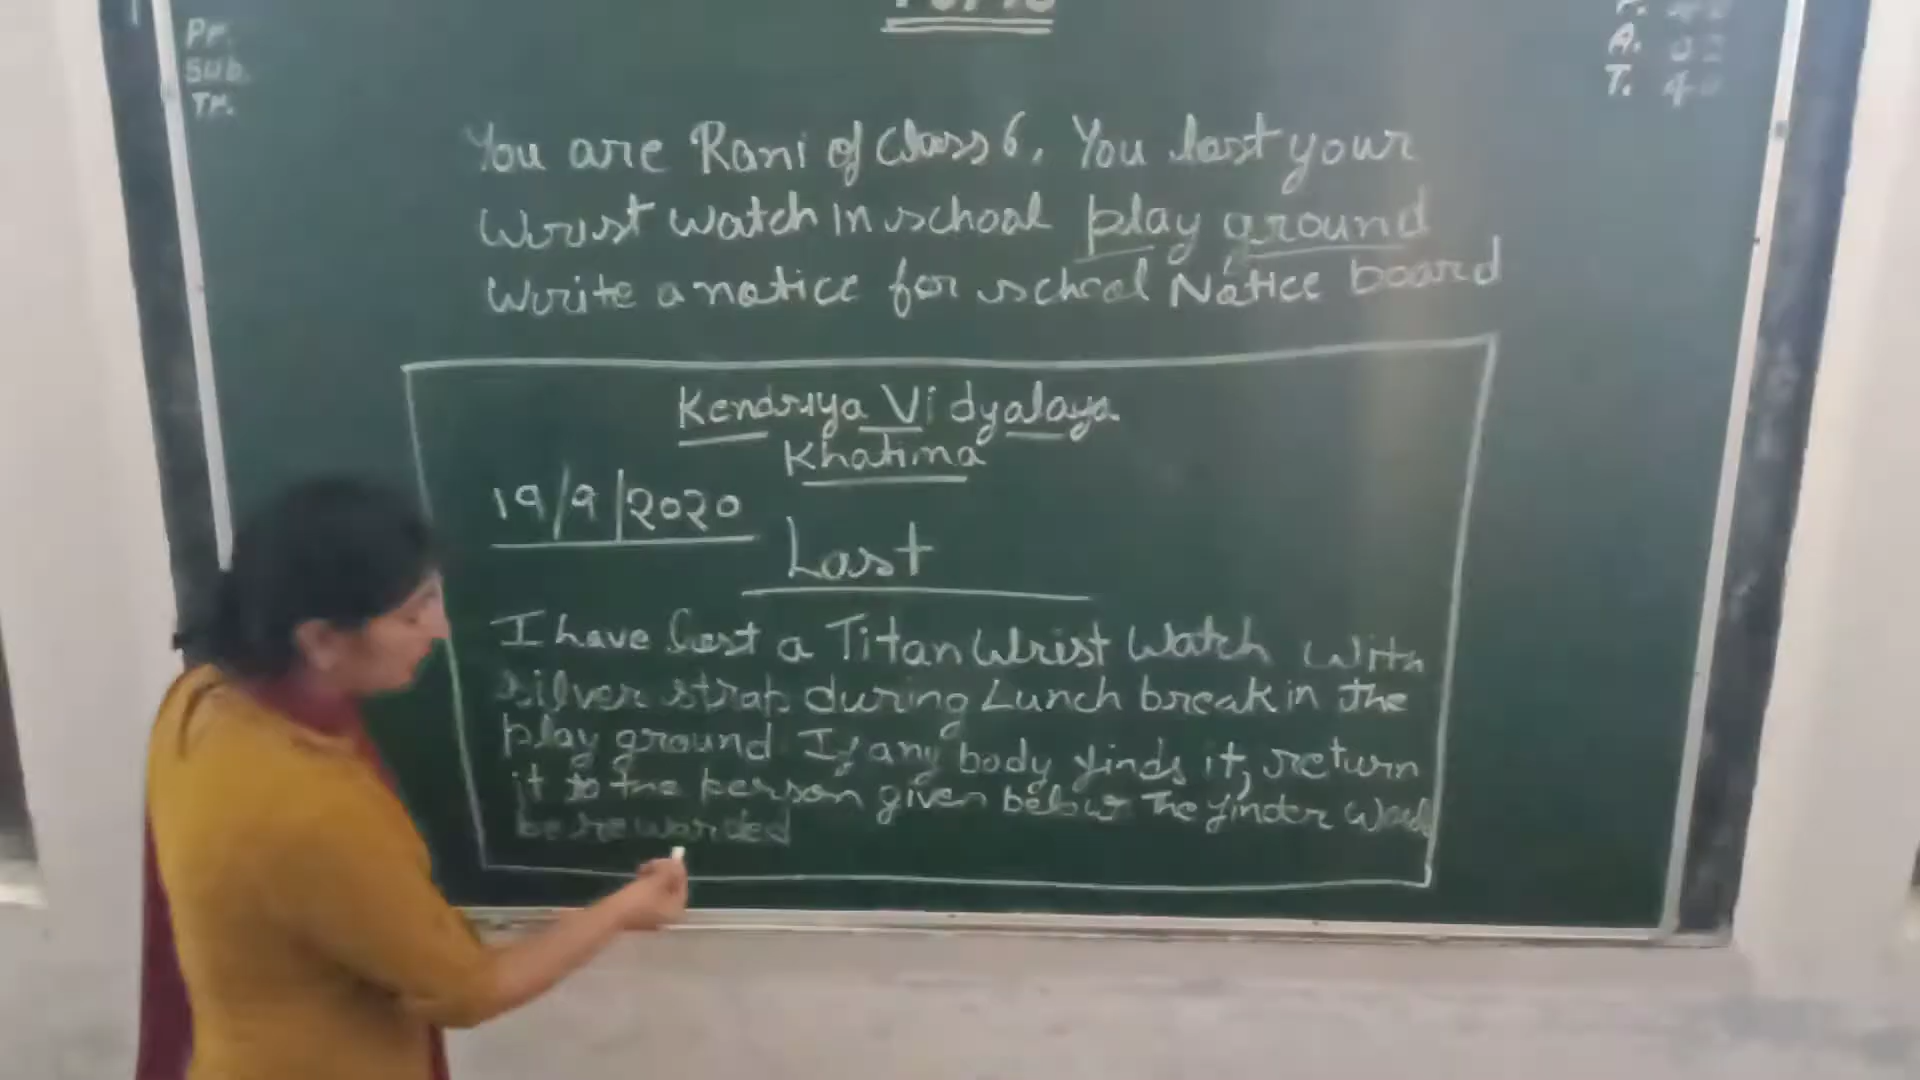 Pr.
Sub.
Tr.
A.
T.
You are Rani of Class 6. You lost your
Wrist watch in school play ground
Write a notice for school Notice board
Kendriya Vidyalaya
Khatima
19/9/2020
Lost
I have lost a Titan Wrist Watch with
silver strap during Lunch break in the
play ground If any body finds it, return
it to the person given below The finder
be rewarded